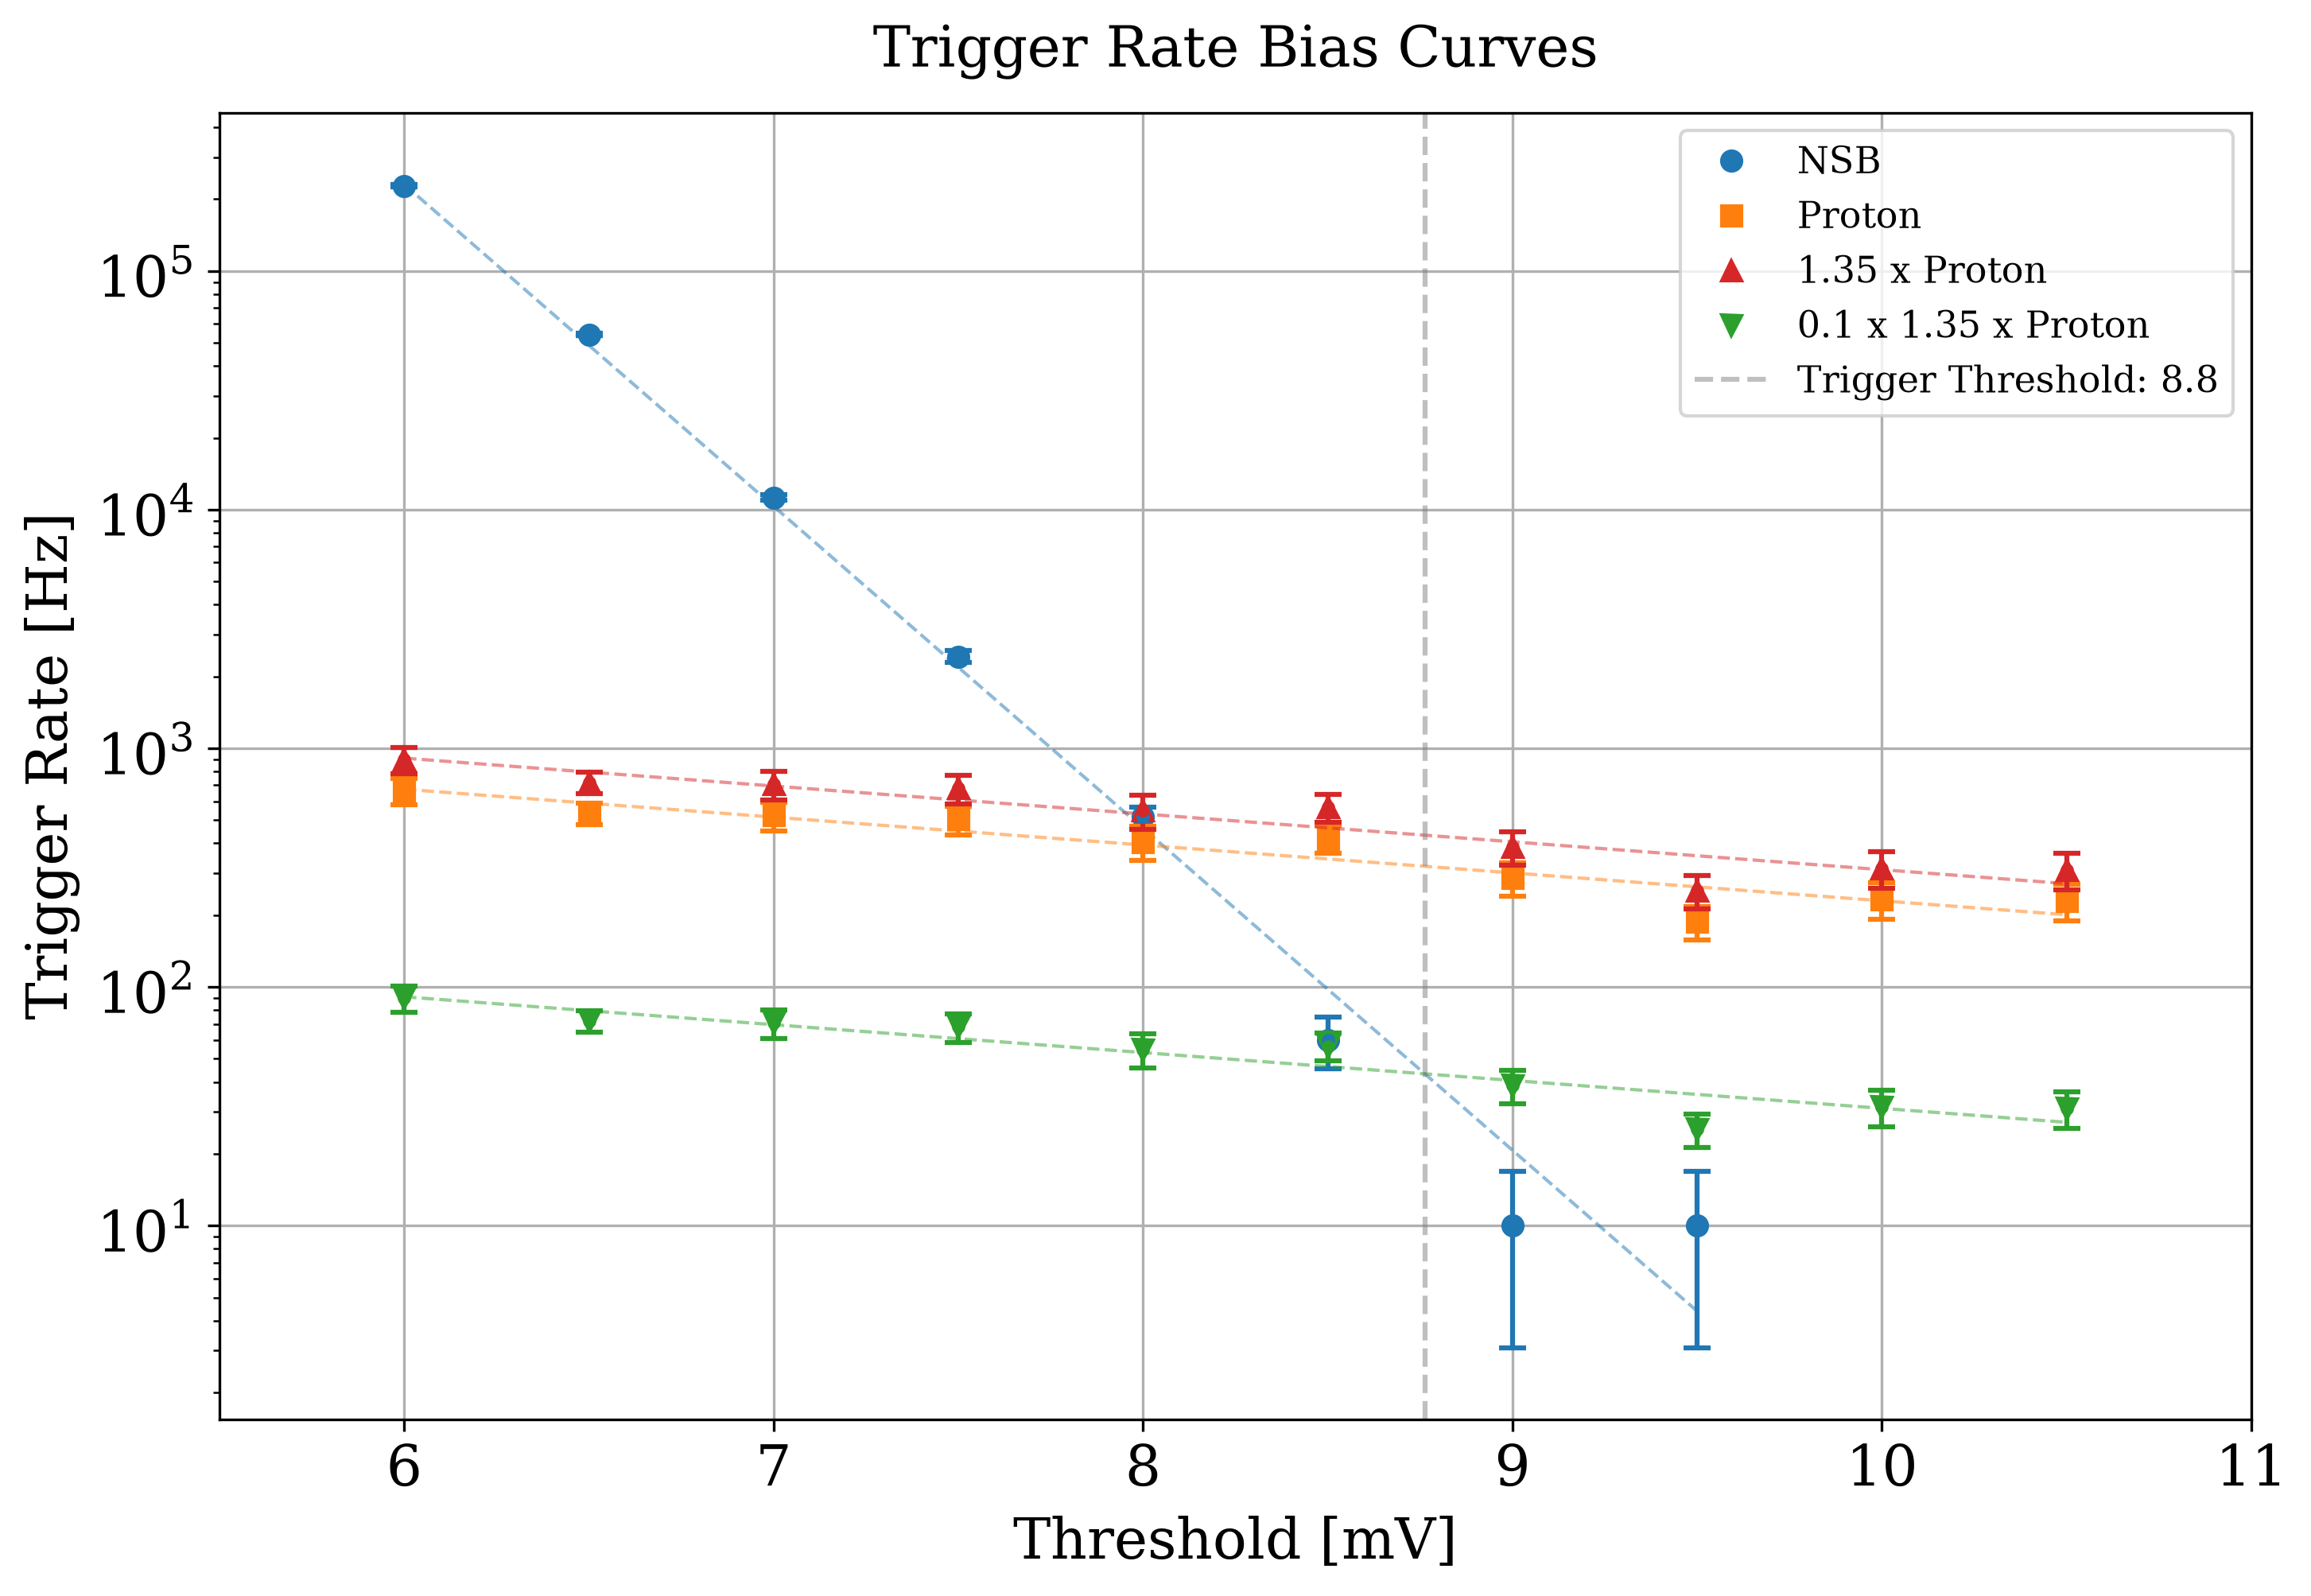 Trigger Rate Bias Curves
NSB
Proton
1.35 x Proton
0.1 x 1.35 x Proton
Trigger Threshold: 8.8
Trigger Rate [Hz]
10^5
10^4
10^3
10^2
10^1
6 7 8 9 10 11
Threshold [mV]